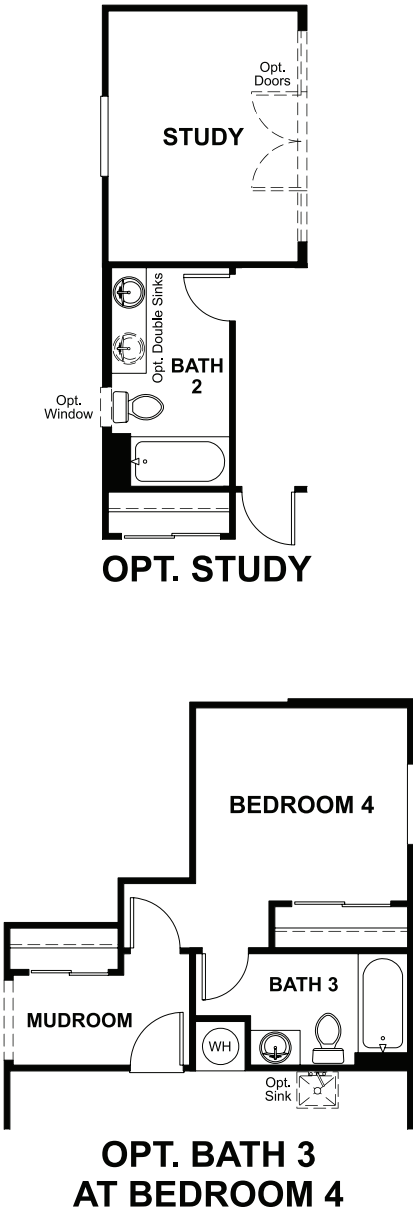 Opt.
Doors
STUDY
Opt. Double Sinks
BATH
2
Opt.
Window
OPT. STUDY
BEDROOM 4
BATH 3
MUDROOM
WH
Opt.
Sink
OPT. BATH 3
AT BEDROOM 4